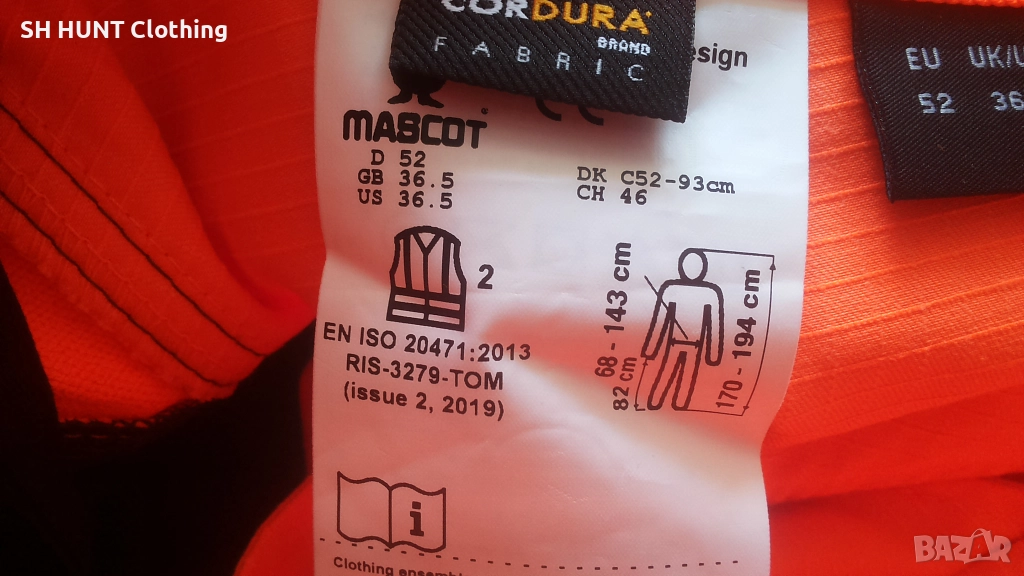 SH HUNT Clothing
CORDURA
BRAND
FABRIC
esign
EU UK/U
52 36
MASCOT
D 52
GB 36.5
US 36.5
DK C52-93cm
CH 46
2
EN ISO 20471:2013
RIS-3279-TOM
(issue 2, 2019)
68 - 143 cm
82 cm
170 - 194 cm
i
Clothing ensembl
BAZAR